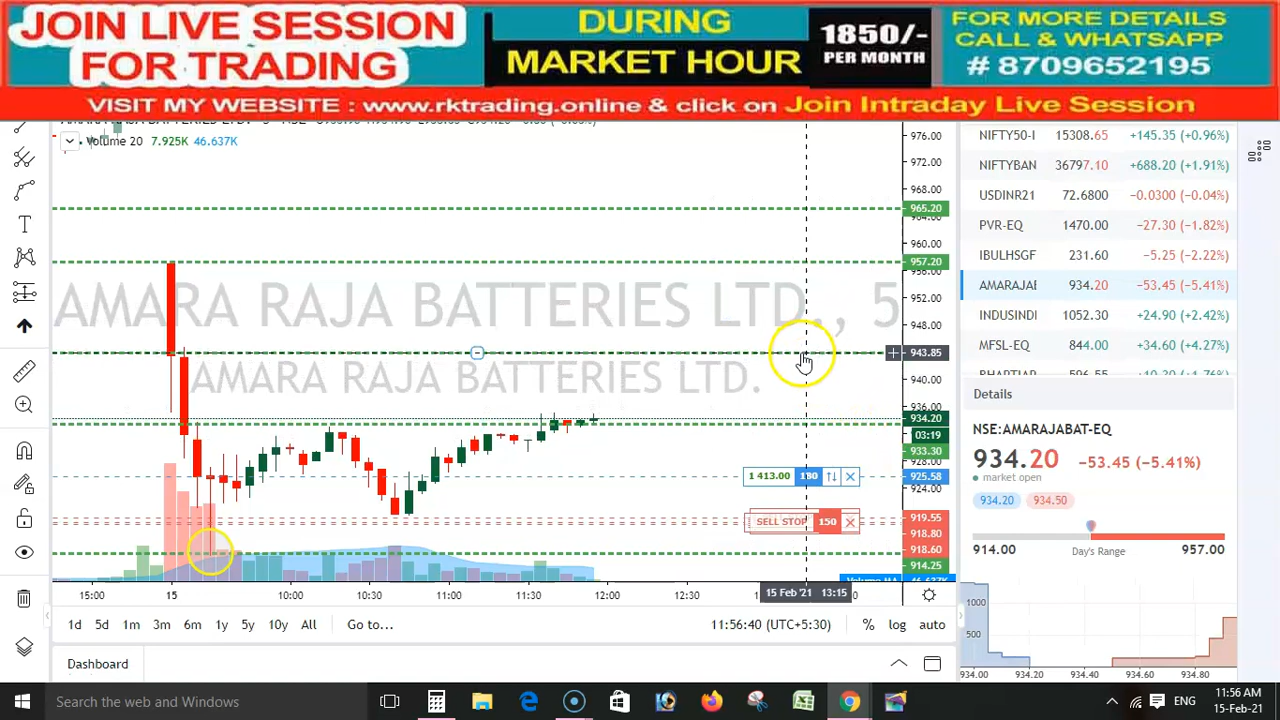 JOIN LIVE SESSION
FOR TRADING
DURING
MARKET HOUR
1850/-
PER MONTH
FOR MORE DETAILS
CALL & WHATSAPP
# 8709652195
VISIT MY WEBSITE : www.rktrading.online & click on Join Intraday Live Session
Volume 20 7.925K 46.637K
976.00
972.00
968.00
965.20
960.00
957.20
956.00
952.00
948.00
943.85
940.00
936.00
934.20
03:19
933.30
928.00
925.58
924.00
919.55
918.80
918.60
914.25
AMARA RAJA BATTERIES LTD., 5
AMARA RAJA BATTERIES LTD.
1 413.00
SELL STOP 150
Volume MA 46.637K
15:00 15 10:00 10:30 11:00 11:30 12:00 12:30 15 Feb '21 13:15
1d 5d 1m 3m 6m 1y 5y 10y All Go to... 11:56:40 (UTC+5:30) % log auto
Dashboard
NIFTY50-I 15308.65 +145.35 (+0.96%)
NIFTYBAN 36797.10 +688.20 (+1.91%)
USDINR21 72.6800 −0.0300 (−0.04%)
PVR-EQ 1470.00 −27.30 (−1.82%)
IBULHSGF 231.60 −5.25 (−2.22%)
AMARAJAI 934.20 −53.45 (−5.41%)
INDUSINDI 1052.30 +24.90 (+2.42%)
MFSL-EQ 844.00 +34.60 (+4.27%)
Details
NSE:AMARAJABAT-EQ
934.20 −53.45 (−5.41%)
market open
934.20 934.50
914.00 Day's Range 957.00
1000
500
934.00 934.20 934.40 934.60
Search the web and Windows
ENG
11:56 AM
15-Feb-21